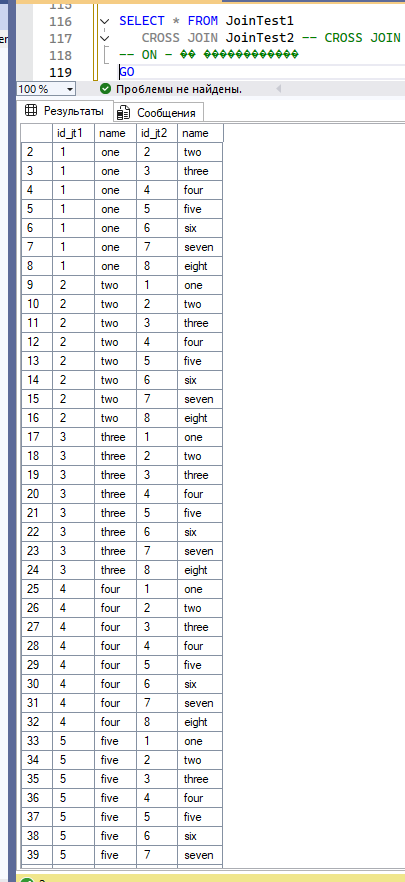 115
116 SELECT * FROM JoinTest1
117 CROSS JOIN JoinTest2 -- CROSS JOIN
118 -- ON - �� �����������
119 GO
100 % Проблемы не найдены.
Результаты Сообщения
id_jt1 name id_jt2 name
2 1 one 2 two
3 1 one 3 three
4 1 one 4 four
5 1 one 5 five
6 1 one 6 six
7 1 one 7 seven
8 1 one 8 eight
9 2 two 1 one
10 2 two 2 two
11 2 two 3 three
12 2 two 4 four
13 2 two 5 five
14 2 two 6 six
15 2 two 7 seven
16 2 two 8 eight
17 3 three 1 one
18 3 three 2 two
19 3 three 3 three
20 3 three 4 four
21 3 three 5 five
22 3 three 6 six
23 3 three 7 seven
24 3 three 8 eight
25 4 four 1 one
26 4 four 2 two
27 4 four 3 three
28 4 four 4 four
29 4 four 5 five
30 4 four 6 six
31 4 four 7 seven
32 4 four 8 eight
33 5 five 1 one
34 5 five 2 two
35 5 five 3 three
36 5 five 4 four
37 5 five 5 five
38 5 five 6 six
39 5 five 7 seven